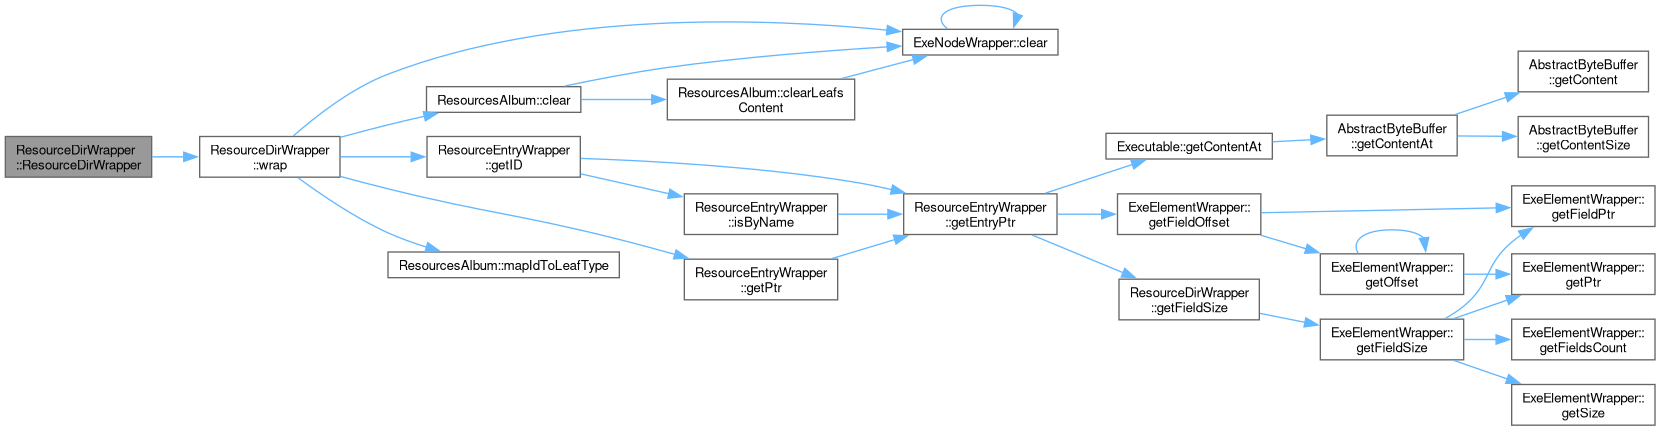 ResourceDirWrapper
::ResourceDirWrapper
ResourceDirWrapper
::wrap
ExeNodeWrapper::clear
ResourcesAlbum::clear
ResourcesAlbum::clearLeafs
Content
ResourceEntryWrapper
::getID
ResourceEntryWrapper
::isByName
ResourcesAlbum::mapIdToLeafType
ResourceEntryWrapper
::getPtr
ResourceEntryWrapper
::getEntryPtr
Executable::getContentAt
AbstractByteBuffer
::getContentAt
AbstractByteBuffer
::getContent
AbstractByteBuffer
::getContentSize
ExeElementWrapper::
getFieldOffset
ExeElementWrapper::
getFieldPtr
ExeElementWrapper::
getOffset
ExeElementWrapper::
getPtr
ResourceDirWrapper
::getFieldSize
ExeElementWrapper::
getFieldSize
ExeElementWrapper::
getFieldsCount
ExeElementWrapper::
getSize